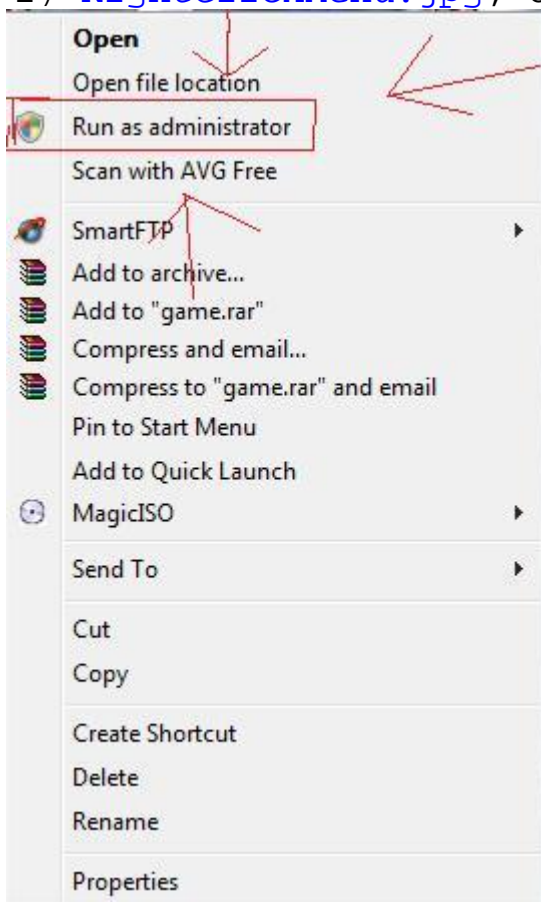 Open
Open file location
Run as administrator
Scan with AVG Free
SmartFTP
Add to archive...
Add to "game.rar"
Compress and email...
Compress to "game.rar" and email
Pin to Start Menu
Add to Quick Launch
MagicISO
Send To
Cut
Copy
Create Shortcut
Delete
Rename
Properties